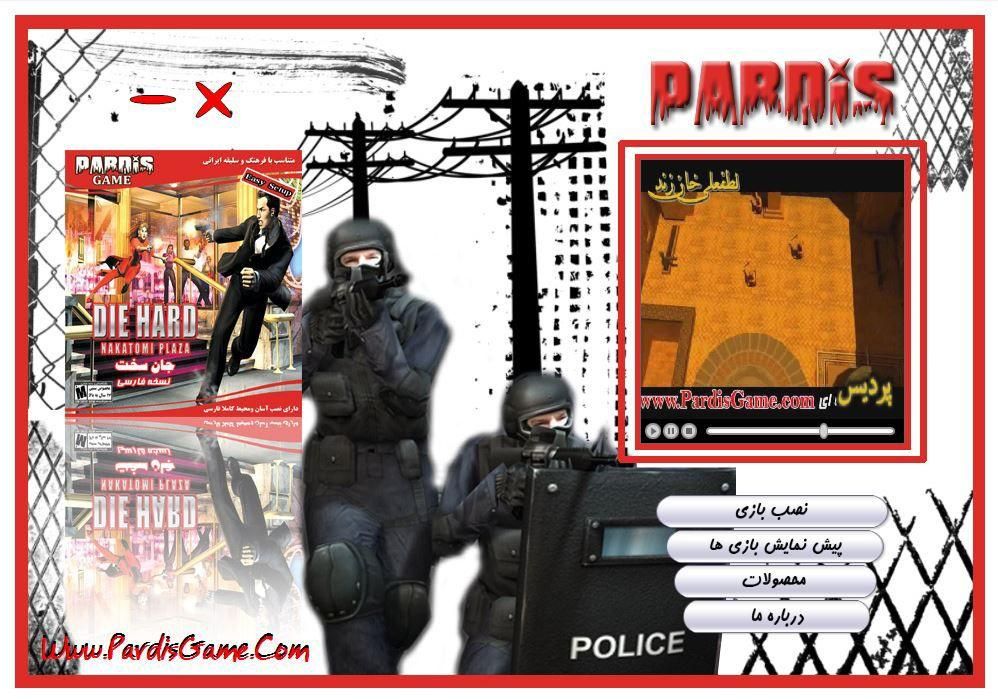 PARDIS
PARDIS
GAME
متناسب با فرهنگ و سلیقه ایرانی
Easy Setup
DIE HARD
NAKATOMI PLAZA
جان سخت
نسخه فارسی
دارای نصب آسان ومحیط کاملا فارسی
لطفعلی خان زند
www.PardisGame.com
ای
پردیس
نصب بازی
پیش نمایش بازی ها
محصولات
درباره ما
POLICE
Www.PardisGame.Com